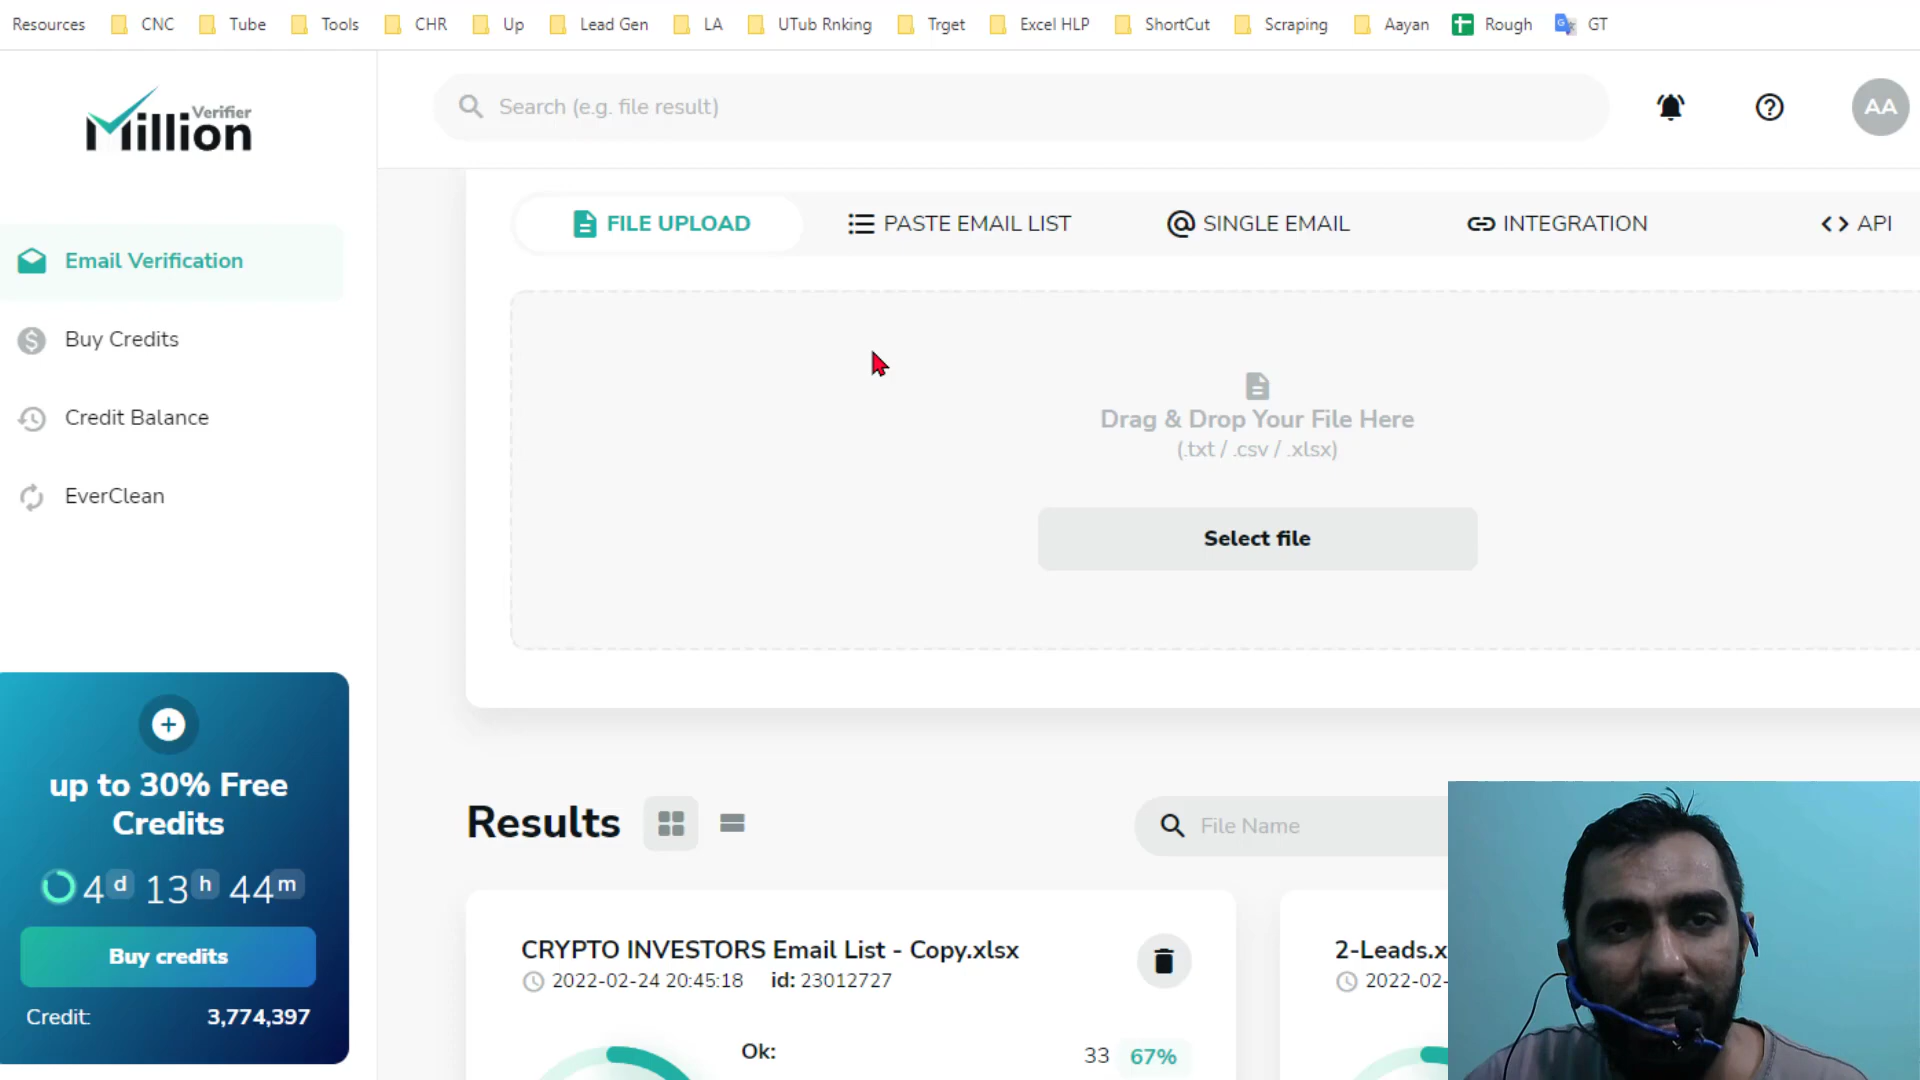 Resources CNC Tube Tools CHR Up Lead Gen LA UTub Rnking Trget Excel HLP ShortCut Scraping Aayan Rough GT
Million Verifier
Search (e.g. file result)
AA
FILE UPLOAD PASTE EMAIL LIST SINGLE EMAIL INTEGRATION API
Email Verification
Buy Credits
Credit Balance
EverClean
Drag & Drop Your File Here
(.txt / .csv / .xlsx)
Select file
up to 30% Free
Credits
4 d 13 h 44 m
Buy credits
Credit: 3,774,397
Results
File Name
CRYPTO INVESTORS Email List - Copy.xlsx
2022-02-24 20:45:18 id: 23012727
Ok: 33 67%
2-Leads.x
2022-02-